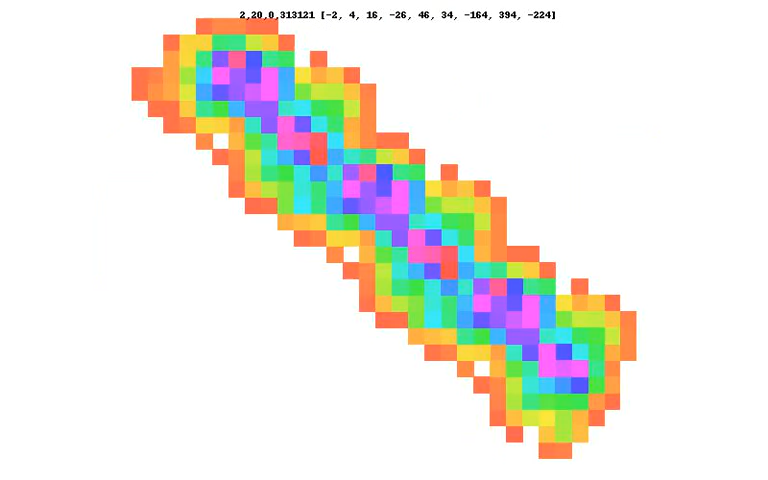 2,20,0,313121 [-2, 4, 16, -26, 46, 34, -164, 394, -224]